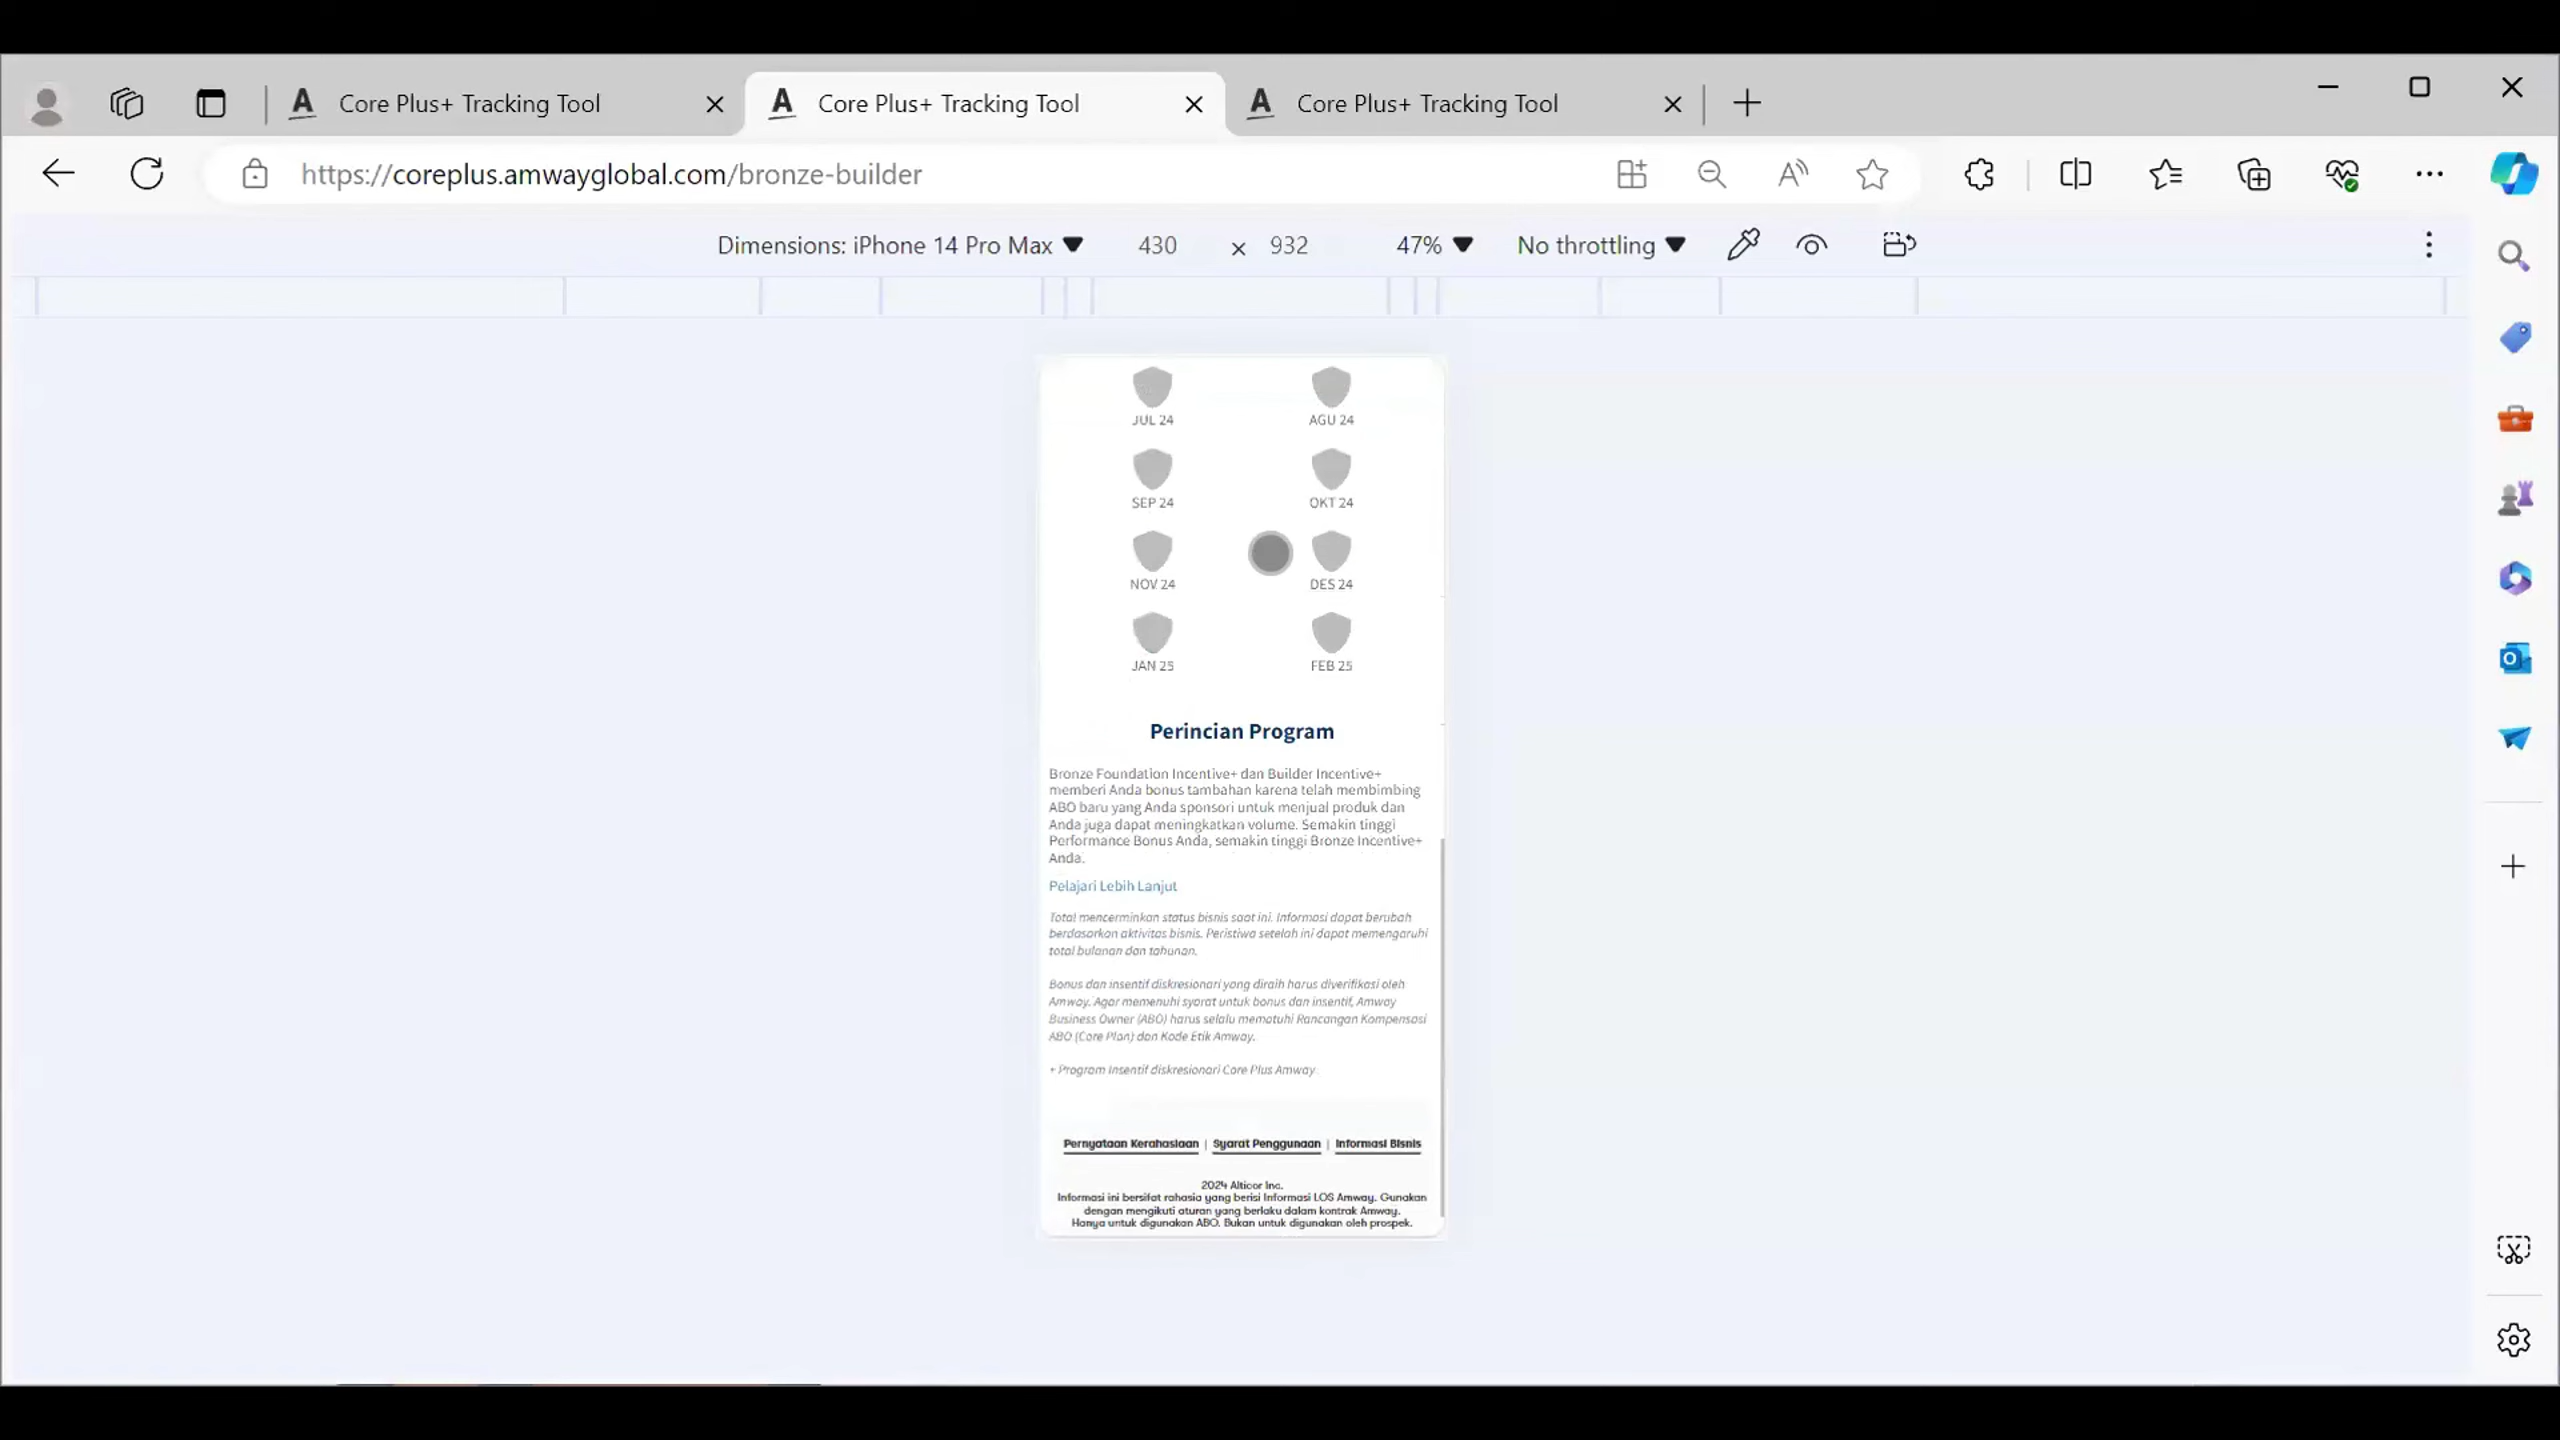 Core Plus+ Tracking Tool
Core Plus+ Tracking Tool
Core Plus+ Tracking Tool
https://coreplus.amwayglobal.com/bronze-builder
Dimensions: iPhone 14 Pro Max 430 × 932 47% No throttling
JUL 24 AGU 24
SEP 24 OKT 24
NOV 24 DES 24
JAN 25 FEB 25
Perincian Program
Bronze Foundation Incentive+ dan Builder Incentive+
memberi Anda bonus tambahan karena telah membimbing
ABO baru yang Anda sponsori untuk menjual produk dan
Anda juga dapat meningkatkan volume. Semakin tinggi
Performance Bonus Anda, semakin tinggi Bronze Incentive+
Anda.
Pelajari Lebih Lanjut
Total mencerminkan status bisnis saat ini. Informasi dapat berubah
berdasarkan aktivitas bisnis. Peristiwa setelah ini dapat memengaruhi
total bulanan dan tahunan.
Bonus dan insentif diskresionari yang diraih harus diverifikasi oleh
Amway. Agar memenuhi syarat untuk bonus dan insentif, Amway
Business Owner (ABO) harus selalu mematuhi Rancangan Kompensasi
ABO (Core Plan) dan Kode Etik Amway.
+ Program Insentif diskresionari Core Plus Amway.
Pernyataan Kerahasiaan | Syarat Penggunaan | Informasi Bisnis
2024 Alticor Inc.
Informasi ini bersifat rahasia yang berisi Informasi LOS Amway. Gunakan
dengan mengikuti aturan yang berlaku dalam kontrak Amway.
Hanya untuk digunakan ABO. Bukan untuk digunakan oleh prospek.